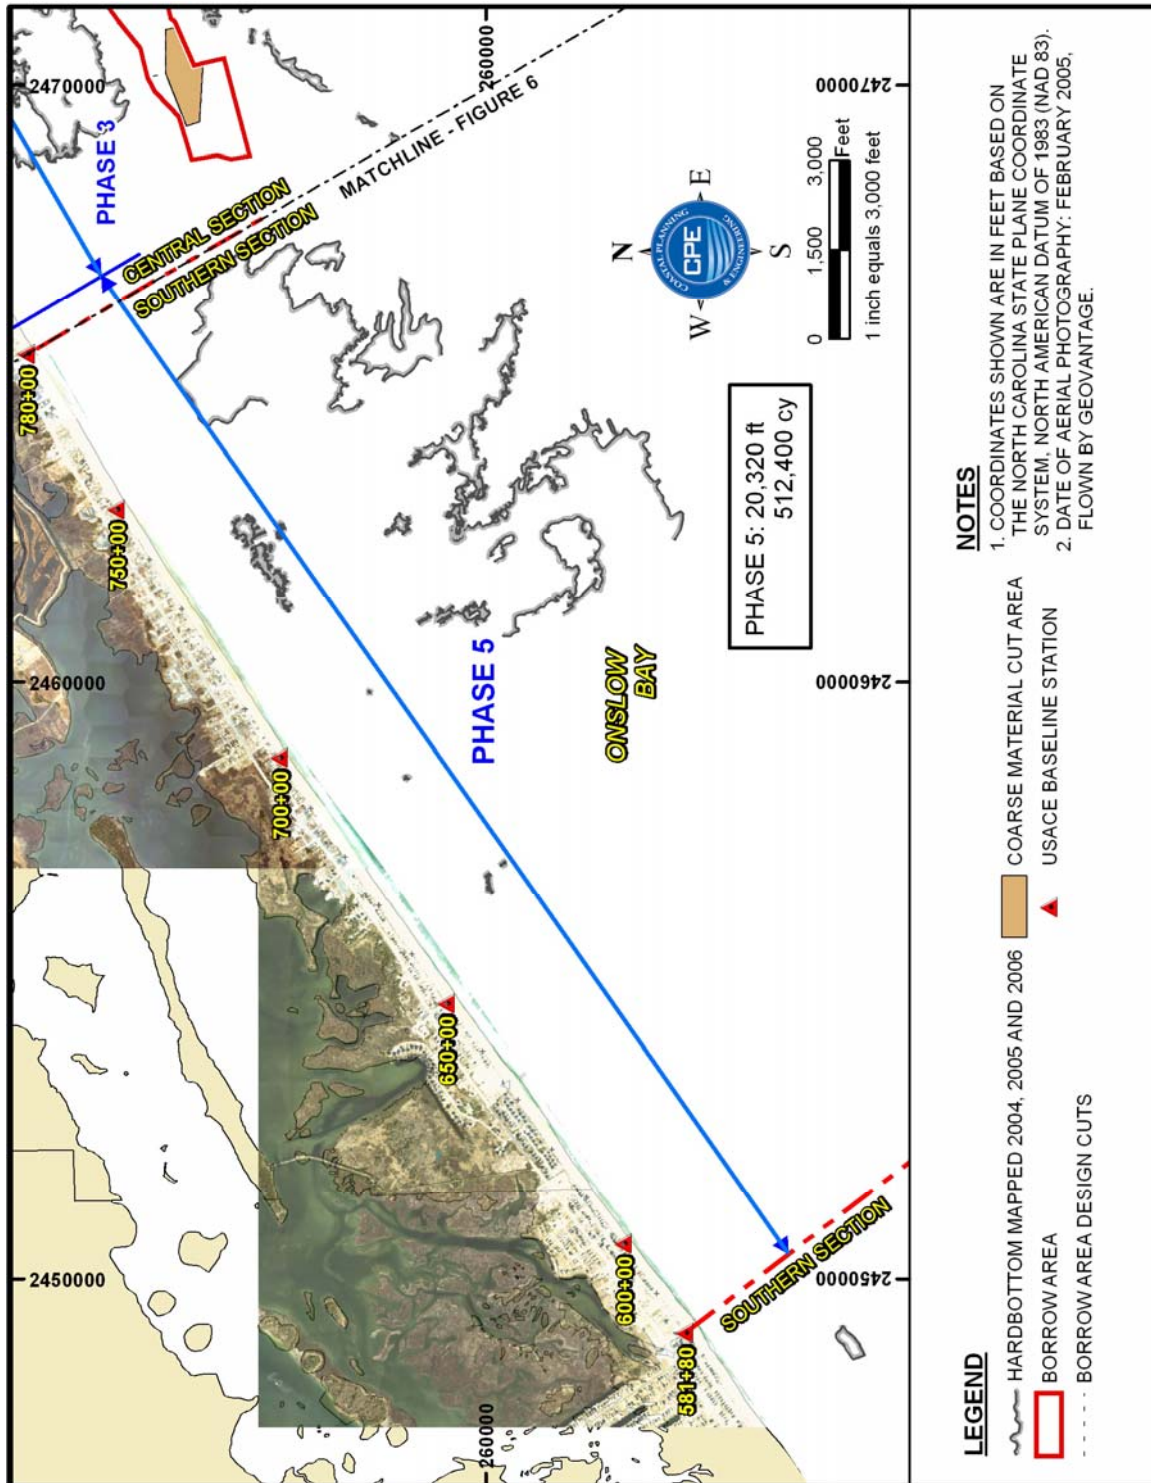 2470000
260000
PHASE 3
CENTRAL SECTION
SOUTHERN SECTION
MATCHLINE - FIGURE 6
780+00
750+00
2460000
700+00
PHASE 5
ONSLOW
BAY
650+00
600+00
581+80
SOUTHERN SECTION
2450000
260000
2470000
2460000
2450000
PHASE 5: 20,320 ft
512,400 cy
N
W
E
S
COASTAL PLANNING
& ENGINEERING
CPE
0
1,500
3,000
Feet
1 inch equals 3,000 feet
LEGEND
HARDBOTTOM MAPPED 2004, 2005 AND 2006
BORROW AREA
BORROW AREA DESIGN CUTS
COARSE MATERIAL CUT AREA
USACE BASELINE STATION
NOTES
1. COORDINATES SHOWN ARE IN FEET BASED ON
THE NORTH CAROLINA STATE PLANE COORDINATE
SYSTEM, NORTH AMERICAN DATUM OF 1983 (NAD 83).
2. DATE OF AERIAL PHOTOGRAPHY: FEBRUARY 2005,
FLOWN BY GEOVANTAGE.